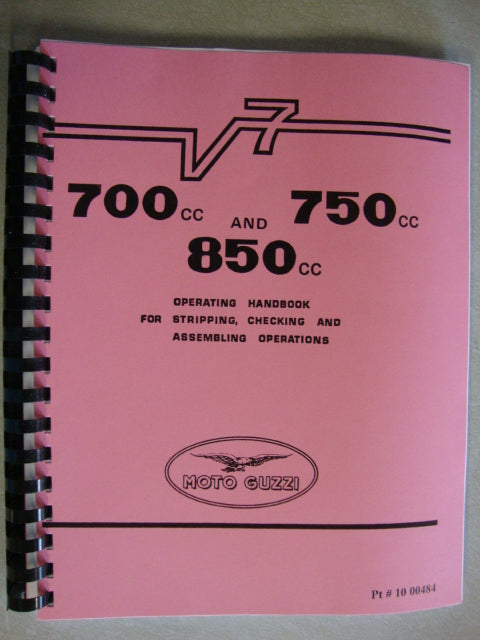 V7
700cc AND 750cc
850cc
OPERATING HANDBOOK
FOR STRIPPING, CHECKING AND
ASSEMBLING OPERATIONS
MOTO GUZZI
Pt # 10 00484